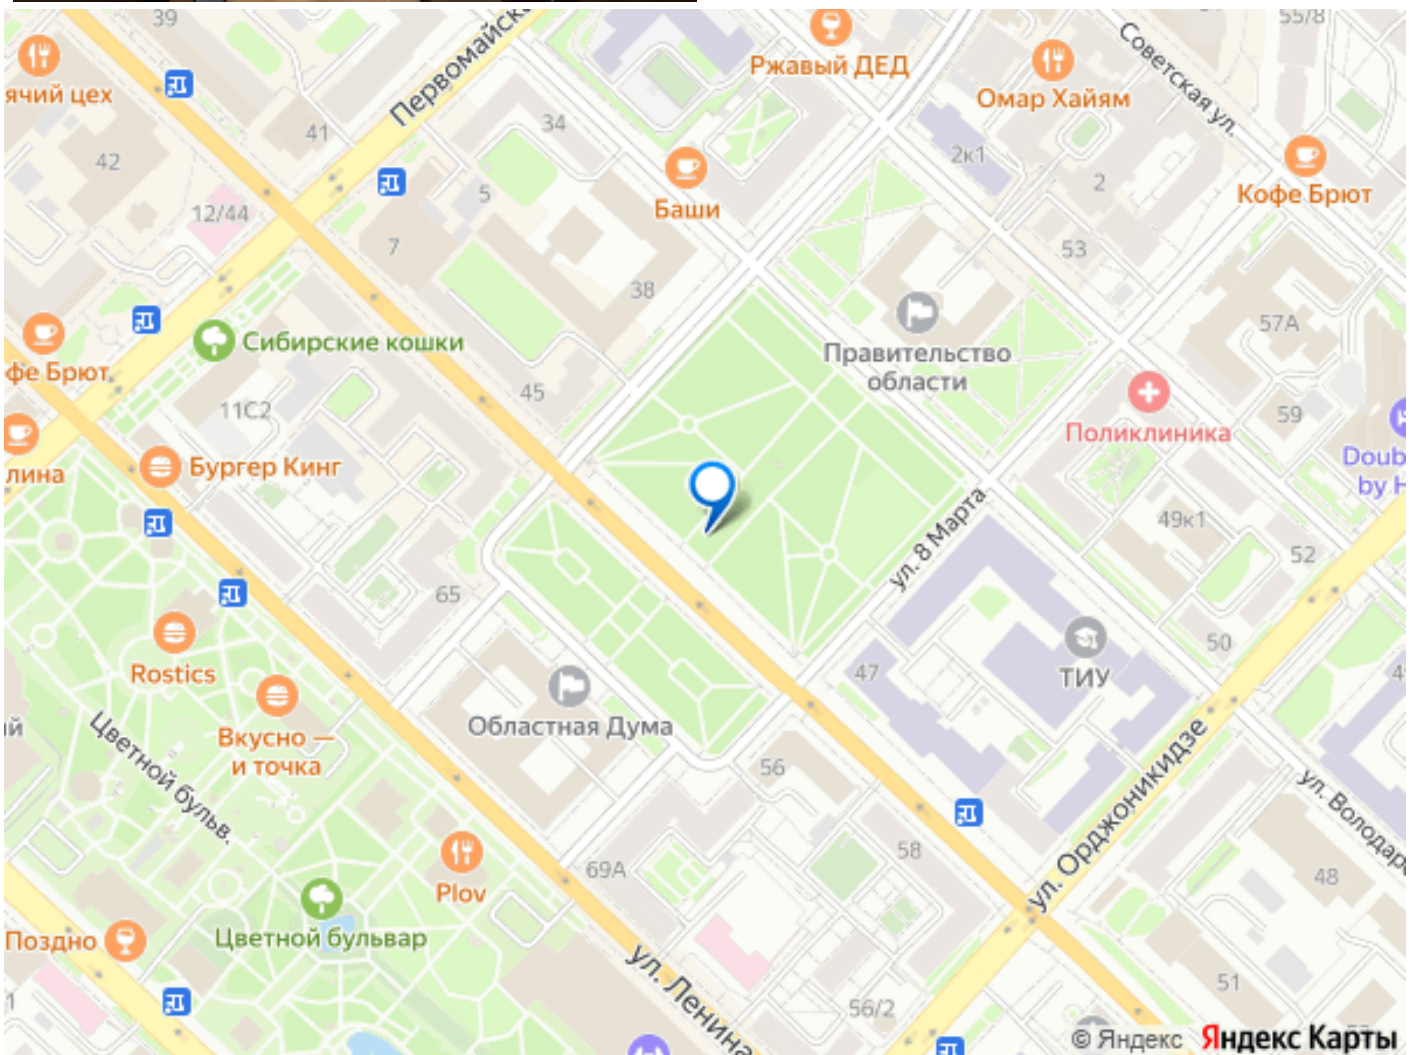 39
55/8
Ржавый ДЕД
Советская ул.
ячий цех
Первомайск
Омар Хайям
41
34
42
2к1
2
Кофе Брют
5
Баши
12/44
7
53
38
57А
Сибирские кошки
Правительство
области
фе Брют
45
11С2
59
Поликлиника
лина
Бургер Кинг
Doub
by H
ул. 8 Марта
49к1
52
65
Rostics
50
47
ТИУ
Областная Дума
Цветной бульв.
Вкусно —
и точка
56
ул. Орджоникидзе
ул. Володарс
58
69А
48
Plov
Цветной бульвар
Поздно
ул. Ленина
51
56/2
1
© Яндекс Яндекс Карты